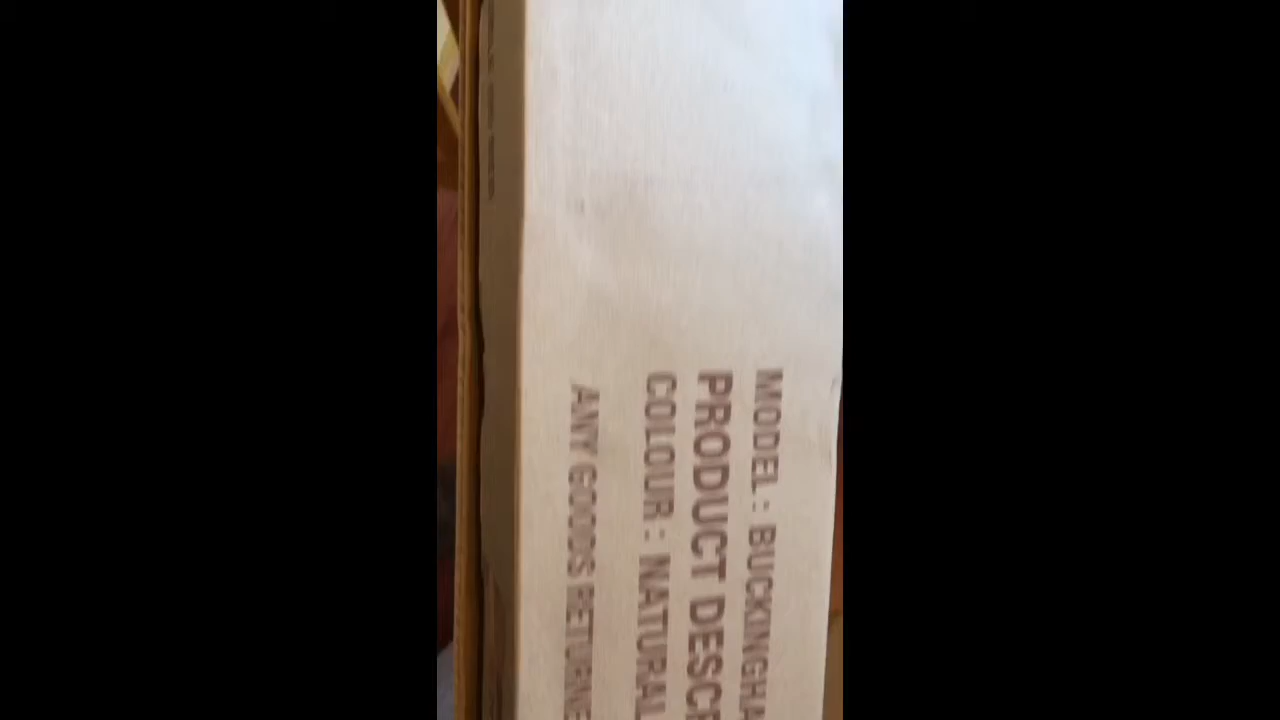 MODEL : BUCKINGHA
PRODUCT DESCR
COLOUR : NATURAL
ANY GOODS RETURNE